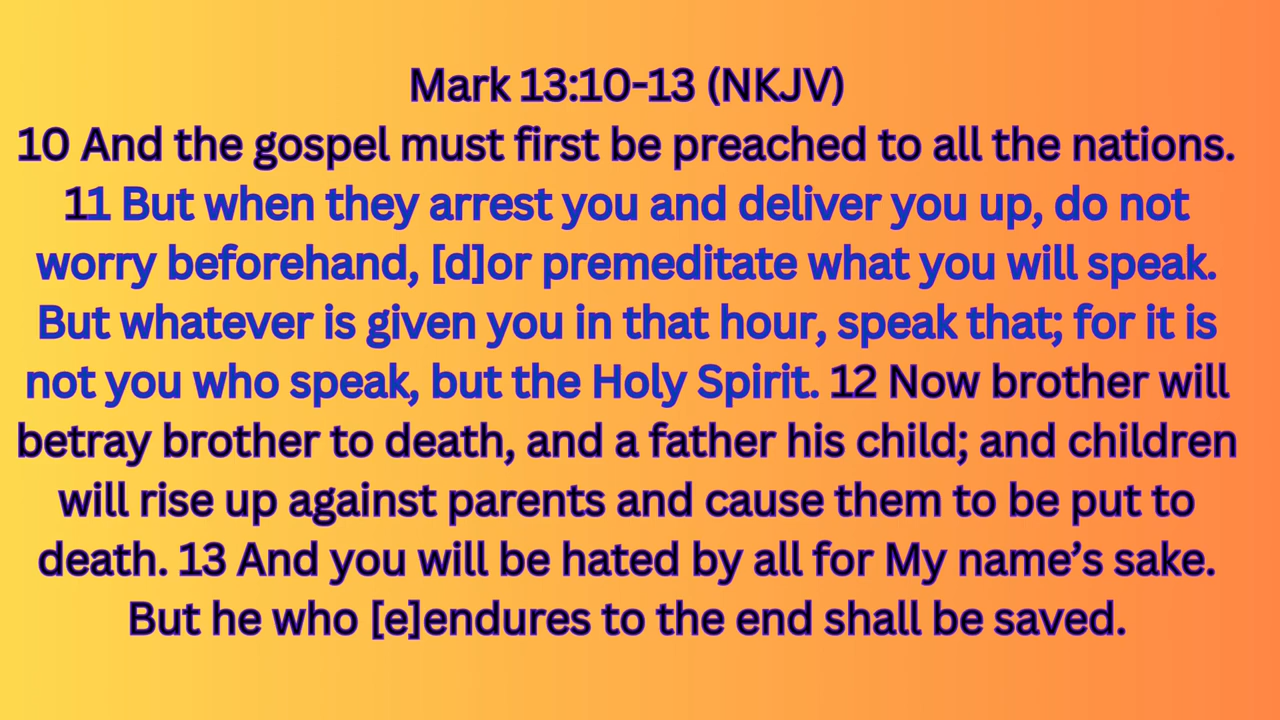 Mark 13:10-13 (NKJV)
10 And the gospel must first be preached to all the nations.
11 But when they arrest you and deliver you up, do not
worry beforehand, [d]or premeditate what you will speak.
But whatever is given you in that hour, speak that; for it is
not you who speak, but the Holy Spirit. 12 Now brother will
betray brother to death, and a father his child; and children
will rise up against parents and cause them to be put to
death. 13 And you will be hated by all for My name’s sake.
But he who [e]endures to the end shall be saved.